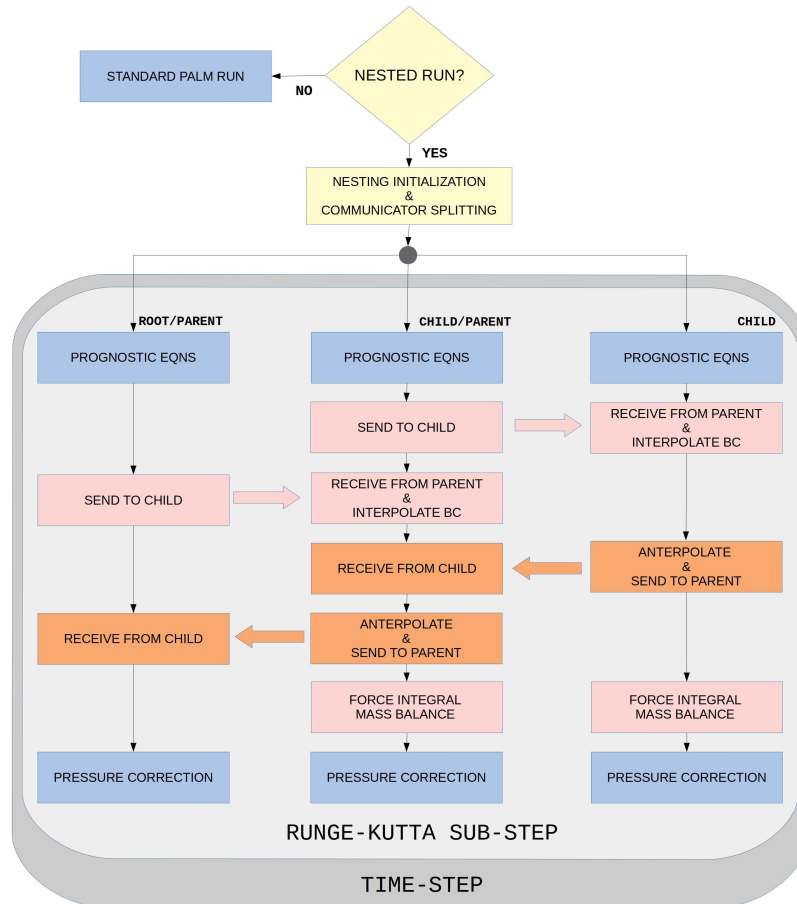 NESTED RUN?
STANDARD PALM RUN
NO
YES
NESTING INITIALIZATION
&
COMMUNICATOR SPLITTING
ROOT/PARENT
CHILD/PARENT
CHILD
PROGNOSTIC EQNS
PROGNOSTIC EQNS
PROGNOSTIC EQNS
SEND TO CHILD
RECEIVE FROM PARENT
&
INTERPOLATE BC
SEND TO CHILD
RECEIVE FROM PARENT
&
INTERPOLATE BC
RECEIVE FROM CHILD
ANTERPOLATE
&
SEND TO PARENT
RECEIVE FROM CHILD
ANTERPOLATE
&
SEND TO PARENT
FORCE INTEGRAL
MASS BALANCE
FORCE INTEGRAL
MASS BALANCE
PRESSURE CORRECTION
PRESSURE CORRECTION
PRESSURE CORRECTION
RUNGE-KUTTA SUB-STEP
TIME-STEP